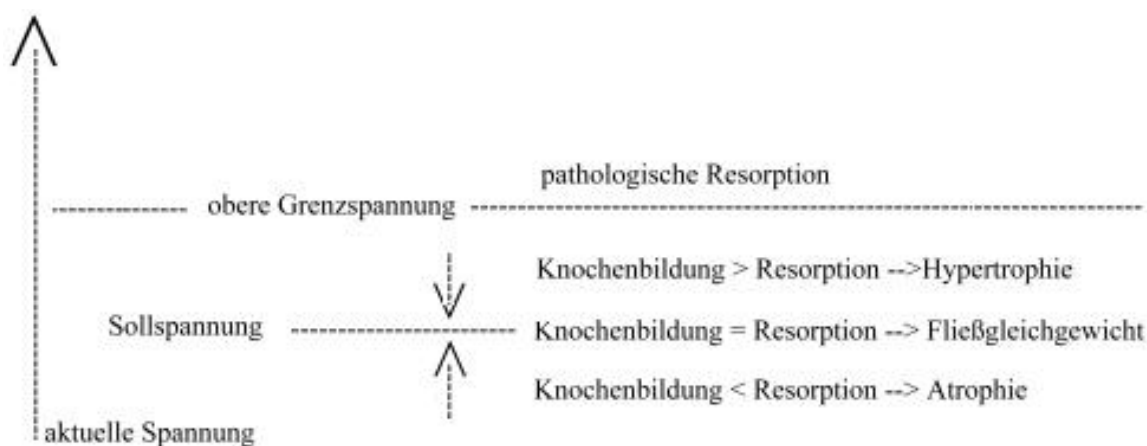 pathologische Resorption
obere Grenzspannung
Knochenbildung > Resorption -->Hypertrophie
Sollspannung
Knochenbildung = Resorption --> Fließgleichgewicht
Knochenbildung < Resorption --> Atrophie
aktuelle Spannung